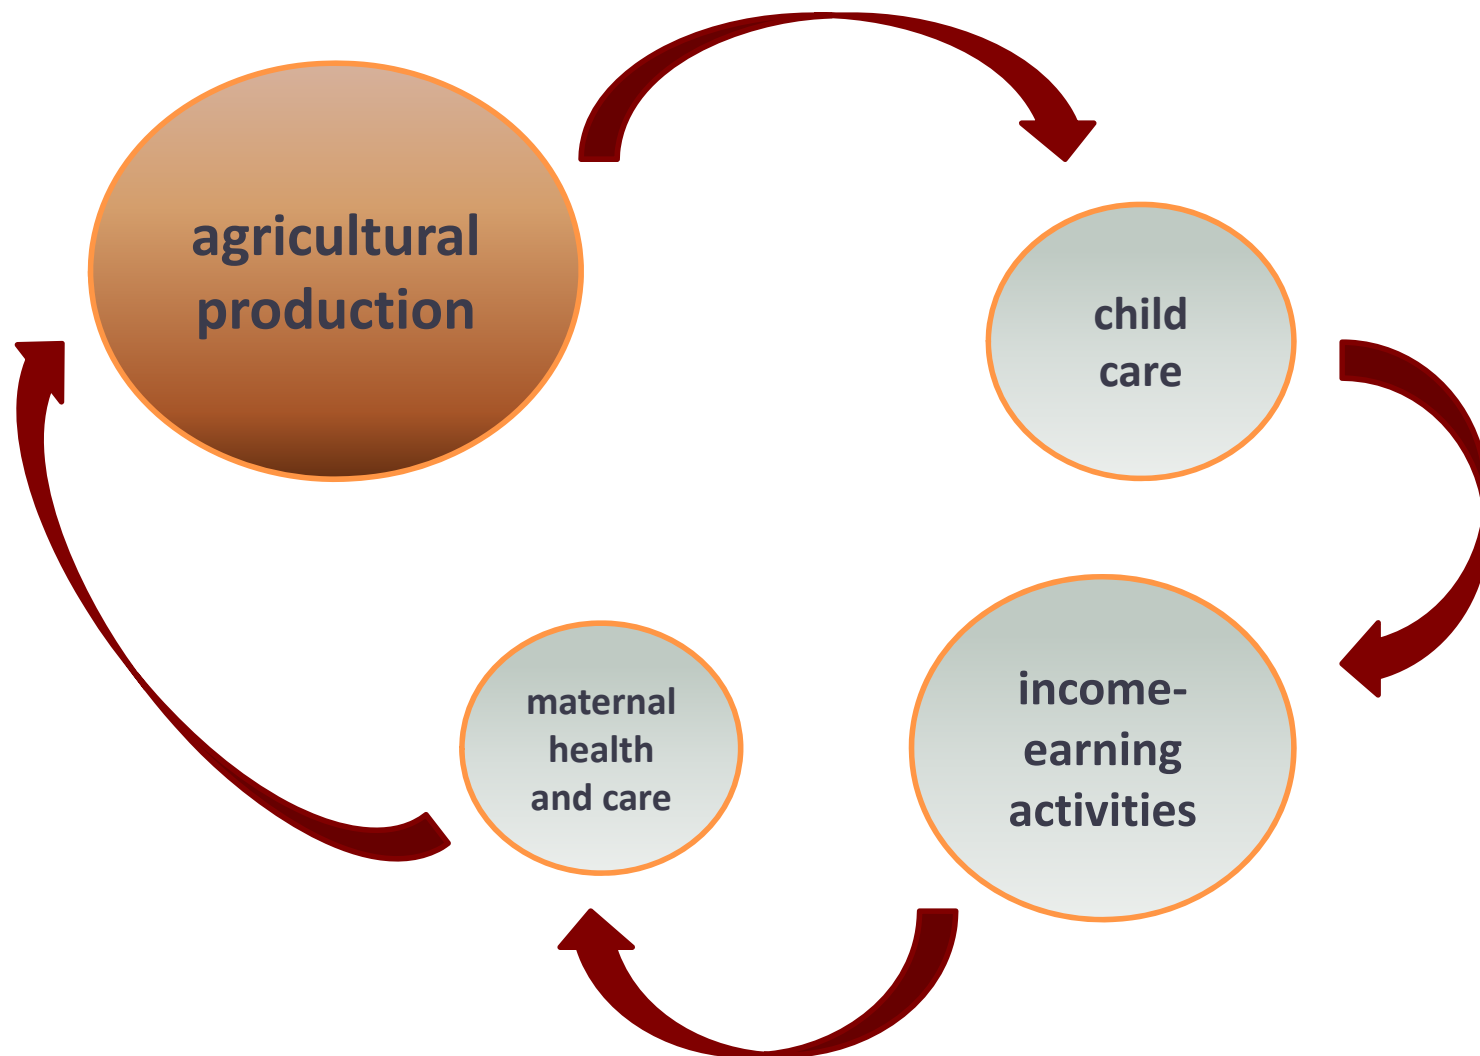 agricultural
production
child
care
income-
earning
activities
maternal
health
and care